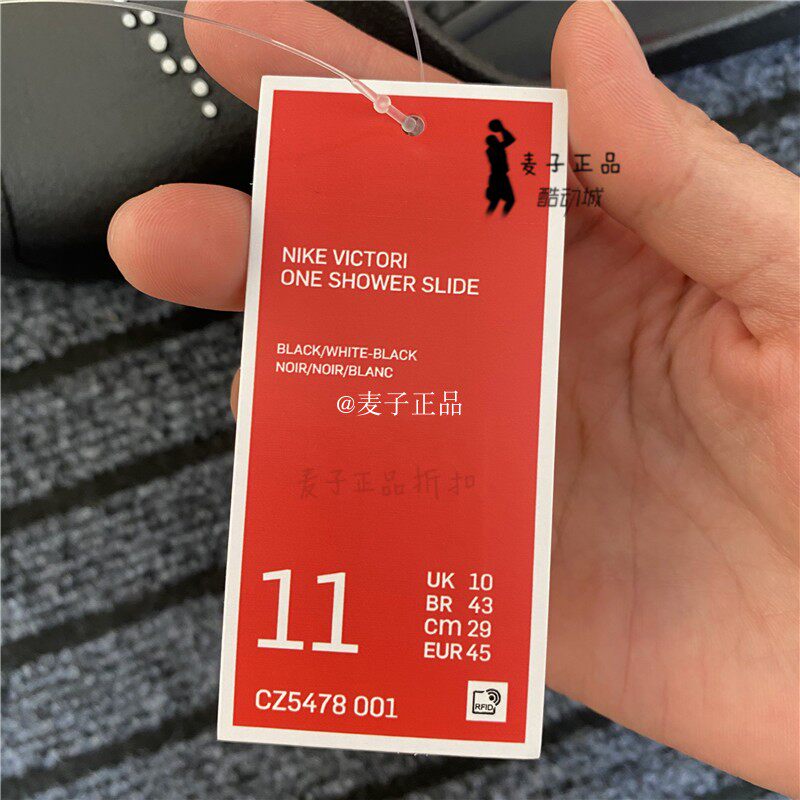 麦子正品
酷动城
NIKE VICTORI
ONE SHOWER SLIDE
BLACK/WHITE-BLACK
NOIR/NOIR/BLANC
@麦子正品
麦子正品折扣
11
UK 10
BR 43
cm 29
EUR 45
CZ5478 001
RFID